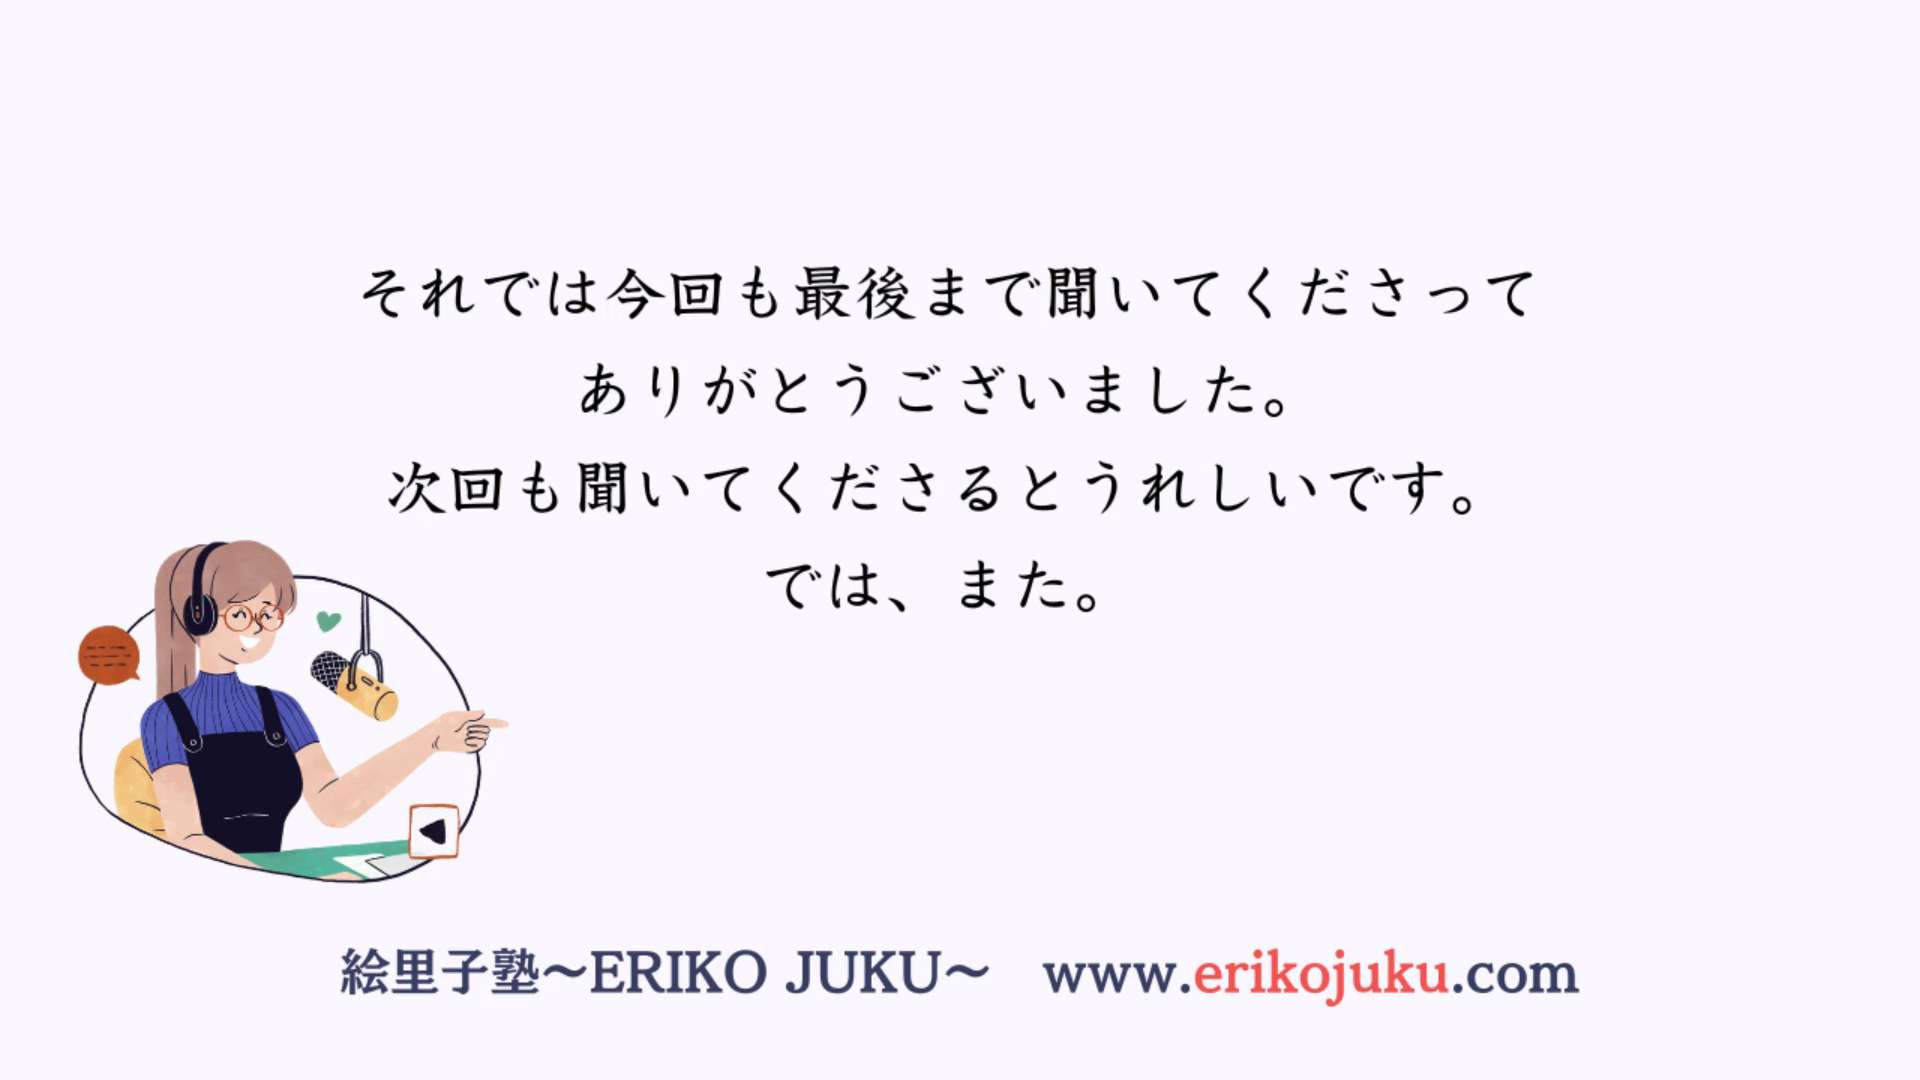 それでは今回も最後まで聞いてくださって
ありがとうございました。
次回も聞いてくださるとうれしいです。
では、また。
絵里子塾〜ERIKO JUKU〜 www.erikojuku.com